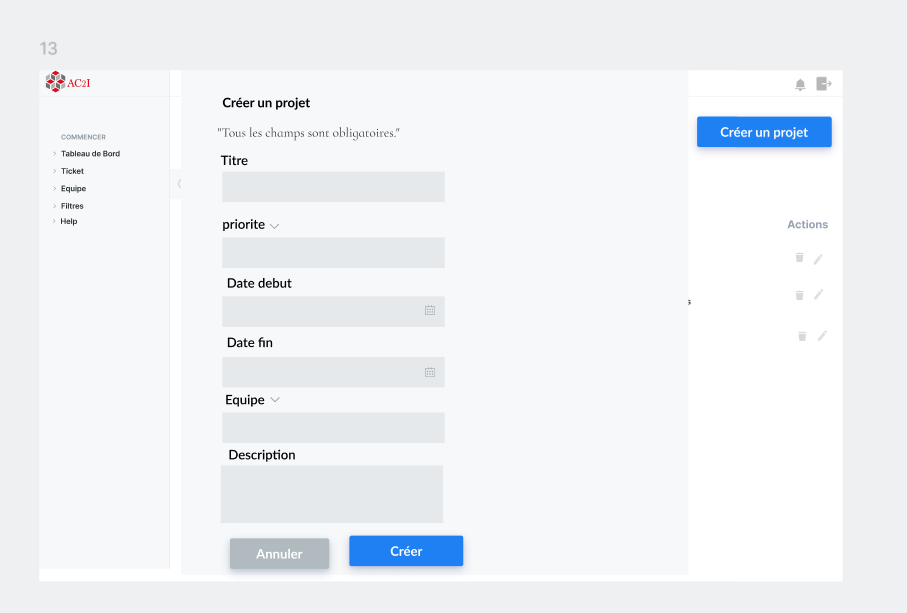 13
AC2I
COMMENCER
Tableau de Bord
Ticket
Equipe
Filtres
Help
Créer un projet
"Tous les champs sont obligatoires."
Titre
priorite
Date debut
Date fin
Equipe
Description
Annuler
Créer
Créer un projet
Actions
s